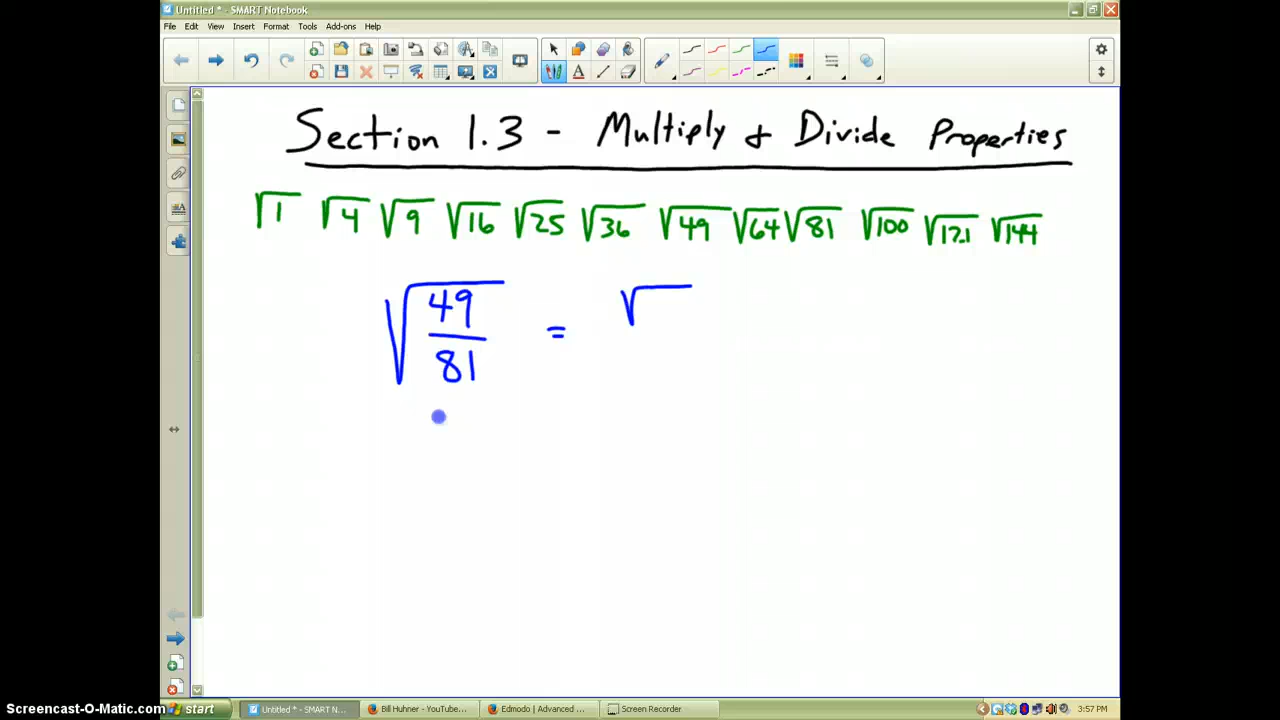 Untitled * - SMART Notebook
File Edit View Insert Format Tools Add-ons Help
Section 1.3 - Multiply & Divide Properties
√1 √4 √9 √16 √25 √36 √49 √64 √81 √100 √121 √144
√49/81 = √
Screencast-O-Matic.com
start Untitled * - SMART N... Bill Huhner - YouTube... Edmodo | Advanced ... Screen Recorder 3:57 PM